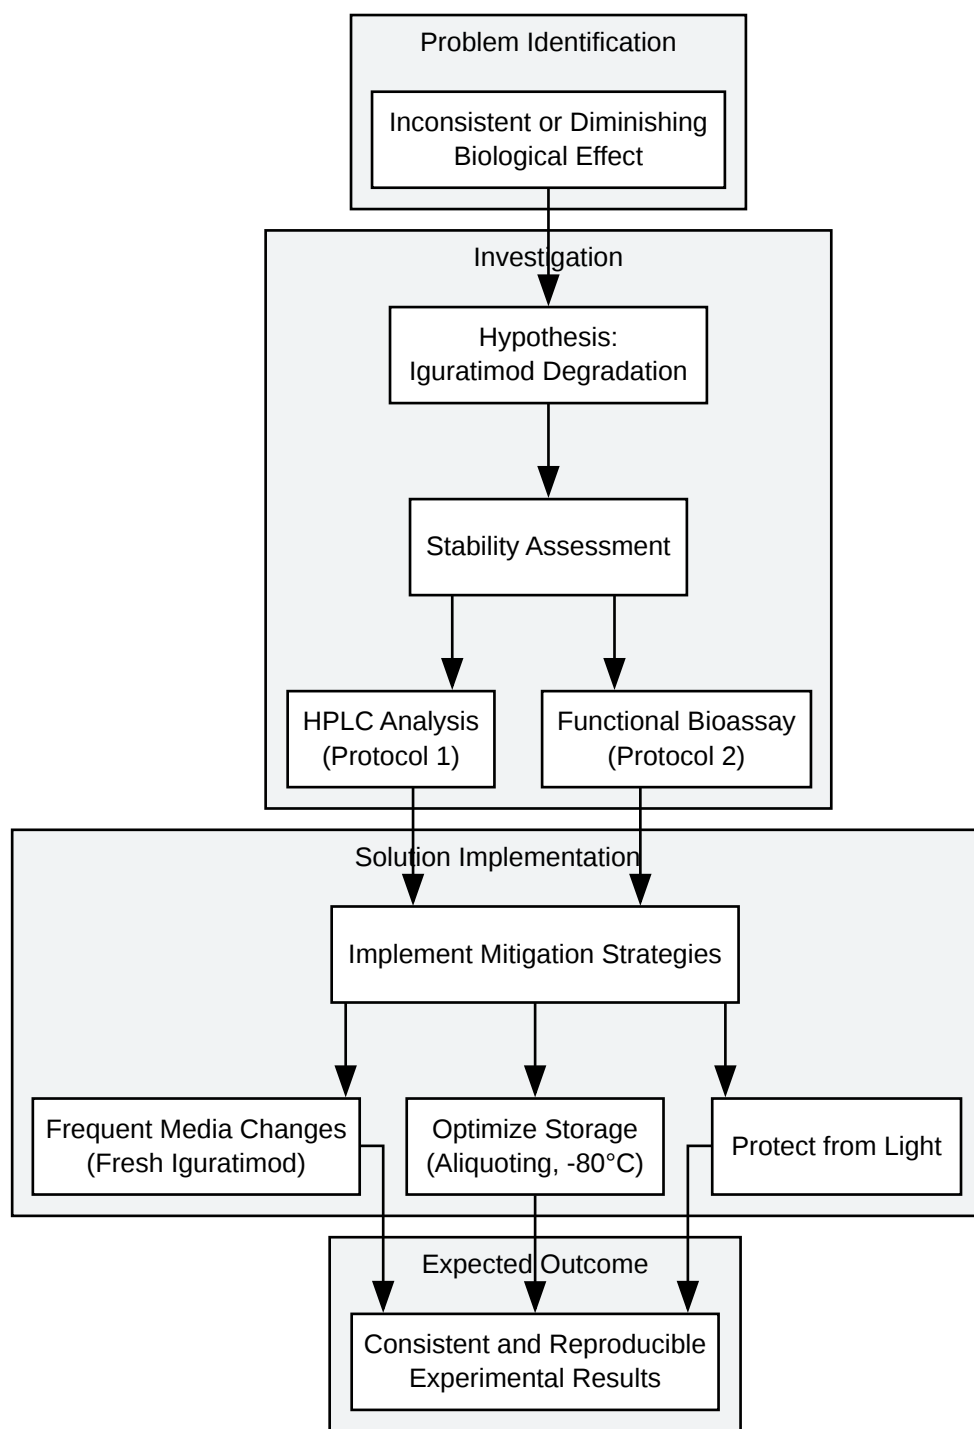 Problem Identification
Inconsistent or Diminishing
Biological Effect
Investigation
Hypothesis:
Iguratimod Degradation
Stability Assessment
HPLC Analysis
(Protocol 1)
Functional Bioassay
(Protocol 2)
Solution Implementation
Implement Mitigation Strategies
Frequent Media Changes
(Fresh Iguratimod)
Optimize Storage
(Aliquoting, -80°C)
Protect from Light
Expected Outcome
Consistent and Reproducible
Experimental Results